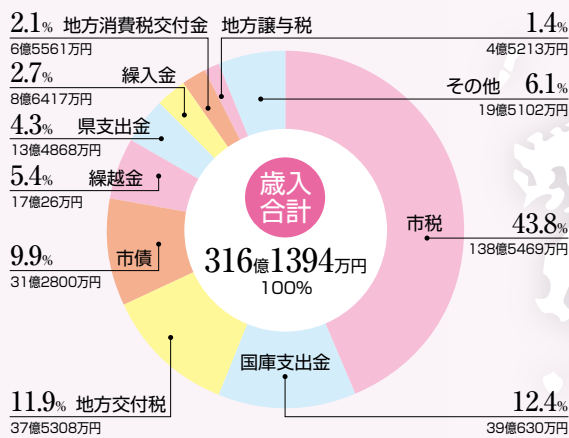 2.1% 地方消費税交付金
6億5561万円
地方譲与税 1.4%
4億5213万円
2.7% 繰入金
8億6417万円
その他 6.1%
19億5102万円
4.3% 県支出金
13億4868万円
5.4% 繰越金
17億26万円
歳入
合計
316億1394万円
100%
市税 43.8%
138億5469万円
9.9% 市債
31億2800万円
国庫支出金
12.4%
39億630万円
11.9% 地方交付税
37億5308万円